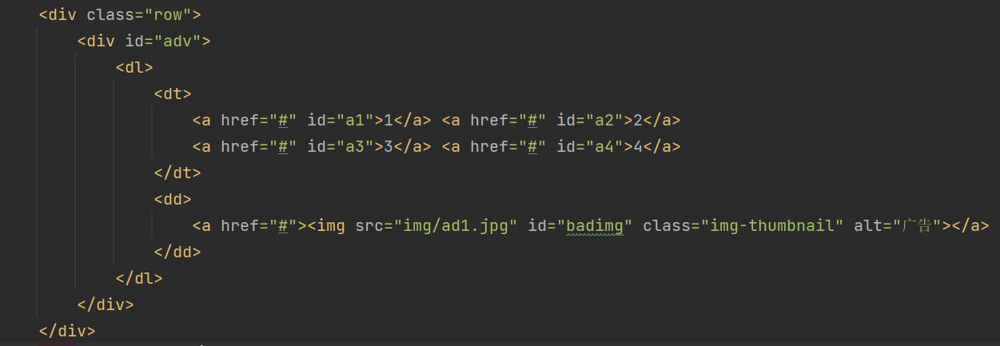 <div class="row">
<div id="adv">
<dl>
<dt>
<a href="#" id="a1">1</a> <a href="#" id="a2">2</a>
<a href="#" id="a3">3</a> <a href="#" id="a4">4</a>
</dt>
<dd>
<a href="#"><img src="img/ad1.jpg" id="badimg" class="img-thumbnail" alt="广告"></a>
</dd>
</dl>
</div>
</div>